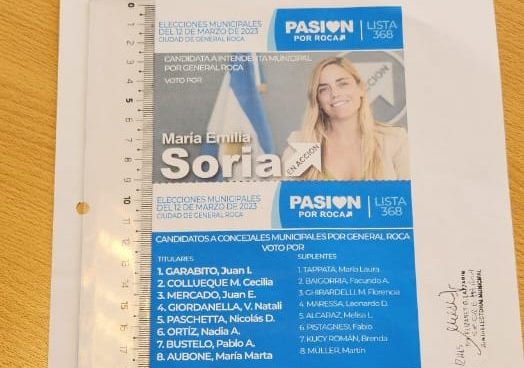 ELECCIONES MUNICIPALES
DEL 12 DE MARZO DE 2023
CIUDAD DE GENERAL ROCA
PASIÓN
POR ROCA
LISTA
368
CANDIDATA A INTENDENTA MUNICIPAL
POR GENERAL ROCA
VOTO POR
María Emilia
Soria
EN ACCIÓN
ELECCIONES MUNICIPALES
DEL 12 DE MARZO DE 2023
CIUDAD DE GENERAL ROCA
PASIÓN
POR ROCA
LISTA
368
CANDIDATOS A CONCEJALES MUNICIPALES POR GENERAL ROCA
VOTO POR
TITULARES
1. GARABITO, Juan I.
2. COLLUEQUE M. Cecilia
3. MERCADO, Juan E.
4. GIORDANELLA, V. Natali
5. PASCHETTA, Nicolás D.
6. ORTÍZ, Nadia A.
7. BUSTELO, Pablo A.
8. AUBONE, María Marta
SUPLENTES
1. TAPPATA, María Laura
2. BAIGORRIA, Facundo A.
3. GHIRARDELLI, M. Florencia
4. MARESSA, Leonardo D.
5. ALCARAZ, Melisa L.
6. PISTAGNESI, Fabio
7. KUCY ROMÁN, Brenda
8. MÜLLER, Martín
JUNTA ELECTORAL MUNICIPAL